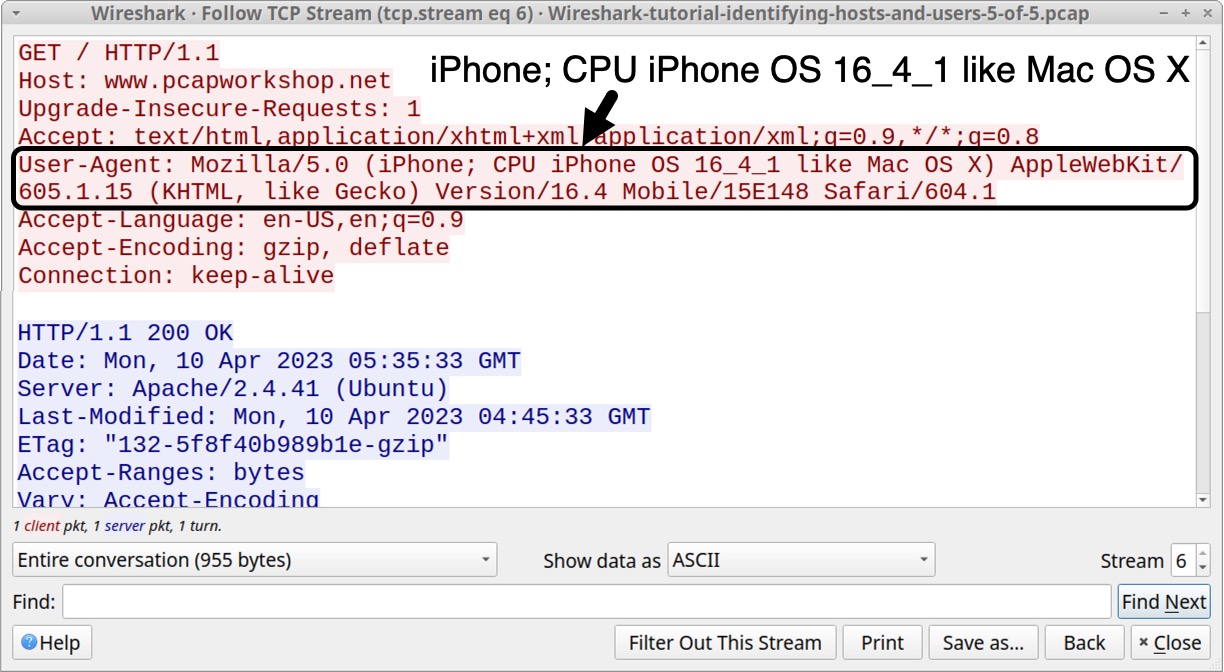 Wireshark · Follow TCP Stream (tcp.stream eq 6) · Wireshark-tutorial-identifying-hosts-and-users-5-of-5.pcap
GET / HTTP/1.1
iPhone; CPU iPhone OS 16_4_1 like Mac OS X
Host: www.pcapworkshop.net
Upgrade-Insecure-Requests: 1
Accept: text/html,application/xhtml+xml,application/xml;q=0.9,*/*;q=0.8
User-Agent: Mozilla/5.0 (iPhone; CPU iPhone OS 16_4_1 like Mac OS X) AppleWebKit/
605.1.15 (KHTML, like Gecko) Version/16.4 Mobile/15E148 Safari/604.1
Accept-Language: en-US,en;q=0.9
Accept-Encoding: gzip, deflate
Connection: keep-alive
HTTP/1.1 200 OK
Date: Mon, 10 Apr 2023 05:35:33 GMT
Server: Apache/2.4.41 (Ubuntu)
Last-Modified: Mon, 10 Apr 2023 04:45:33 GMT
ETag: "132-5f8f40b989b1e-gzip"
Accept-Ranges: bytes
Vary: Accept-Encoding
1 client pkt, 1 server pkt, 1 turn.
Entire conversation (955 bytes)
Show data as ASCII
Stream 6
Find:
Find Next
Help
Filter Out This Stream
Print
Save as...
Back
Close